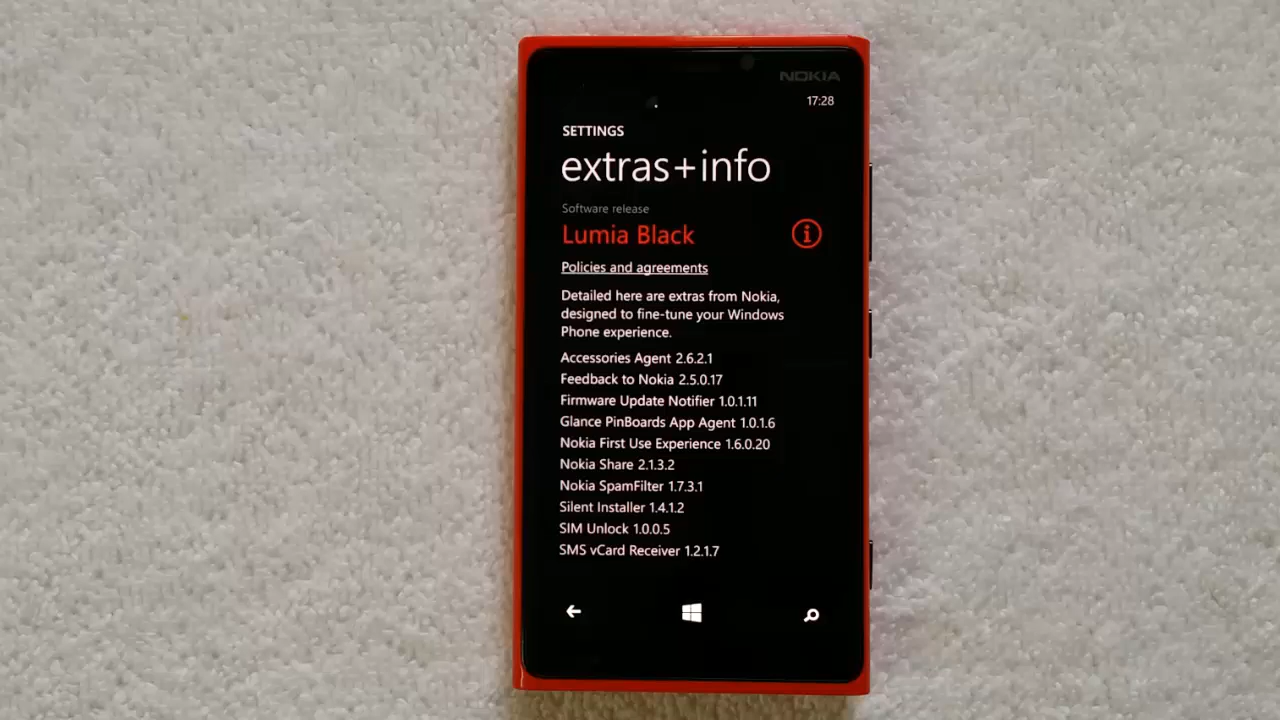 NOKIA
17:28
SETTINGS
extras+info
Software release
Lumia Black
Policies and agreements
Detailed here are extras from Nokia,
designed to fine-tune your Windows
Phone experience.
Accessories Agent 2.6.2.1
Feedback to Nokia 2.5.0.17
Firmware Update Notifier 1.0.1.11
Glance PinBoards App Agent 1.0.1.6
Nokia First Use Experience 1.6.0.20
Nokia Share 2.1.3.2
Nokia SpamFilter 1.7.3.1
Silent Installer 1.4.1.2
SIM Unlock 1.0.0.5
SMS vCard Receiver 1.2.1.7